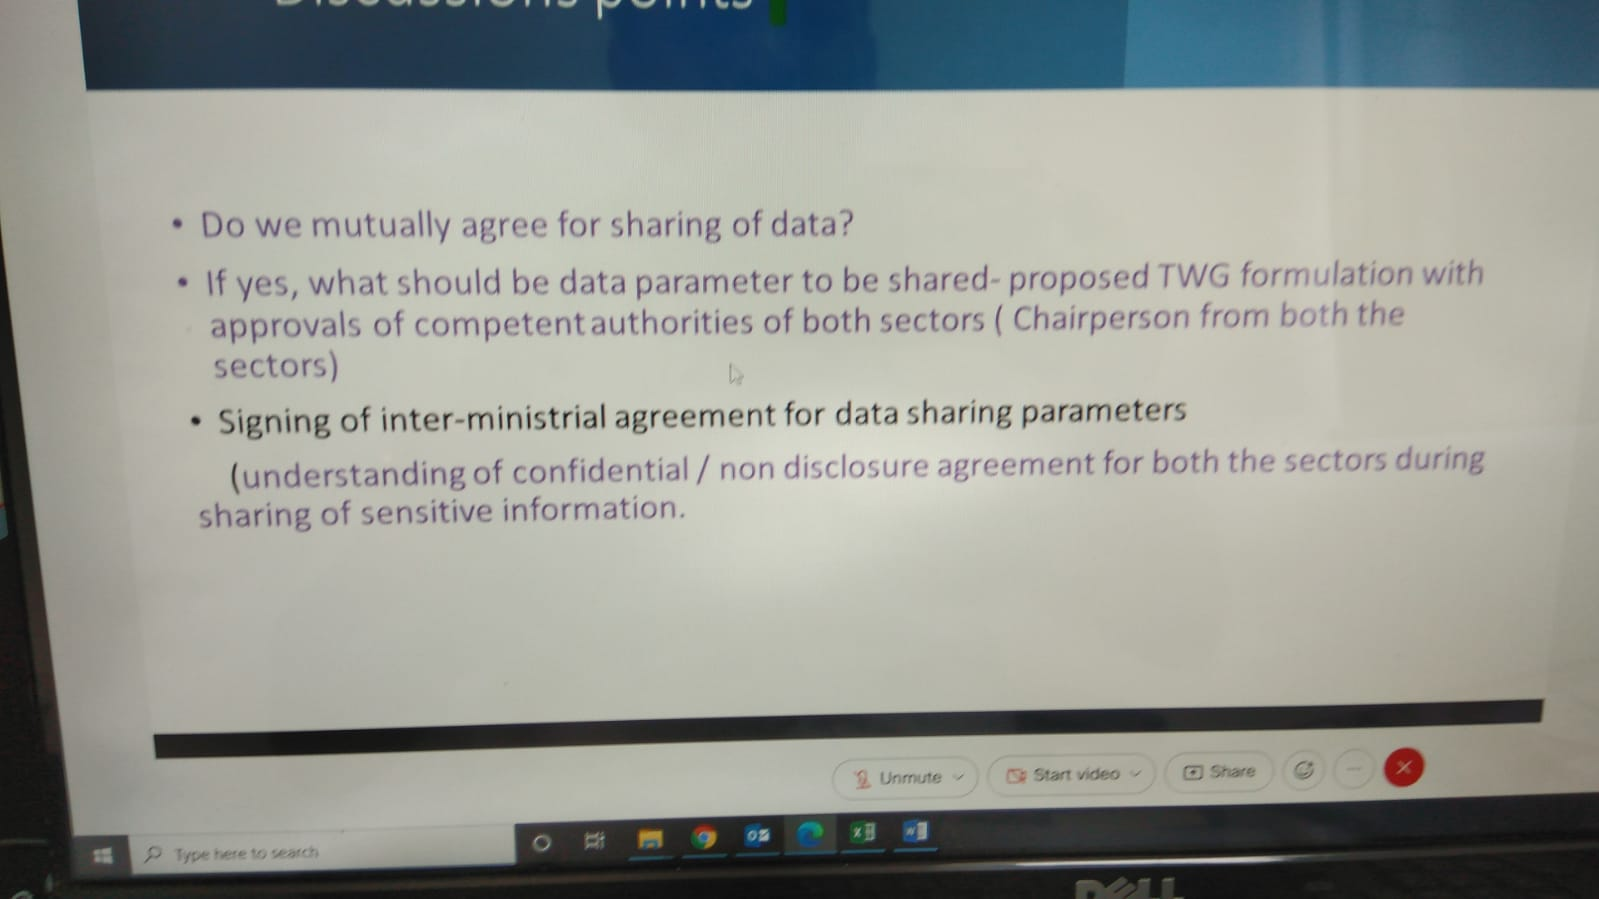 Discussions points
• Do we mutually agree for sharing of data?
• If yes, what should be data parameter to be shared- proposed TWG formulation with
approvals of competent authorities of both sectors ( Chairperson from both the
sectors)
• Signing of inter-ministrial agreement for data sharing parameters
(understanding of confidential / non disclosure agreement for both the sectors during
sharing of sensitive information.
Unmute
Start video
Share
Type here to search
DELL